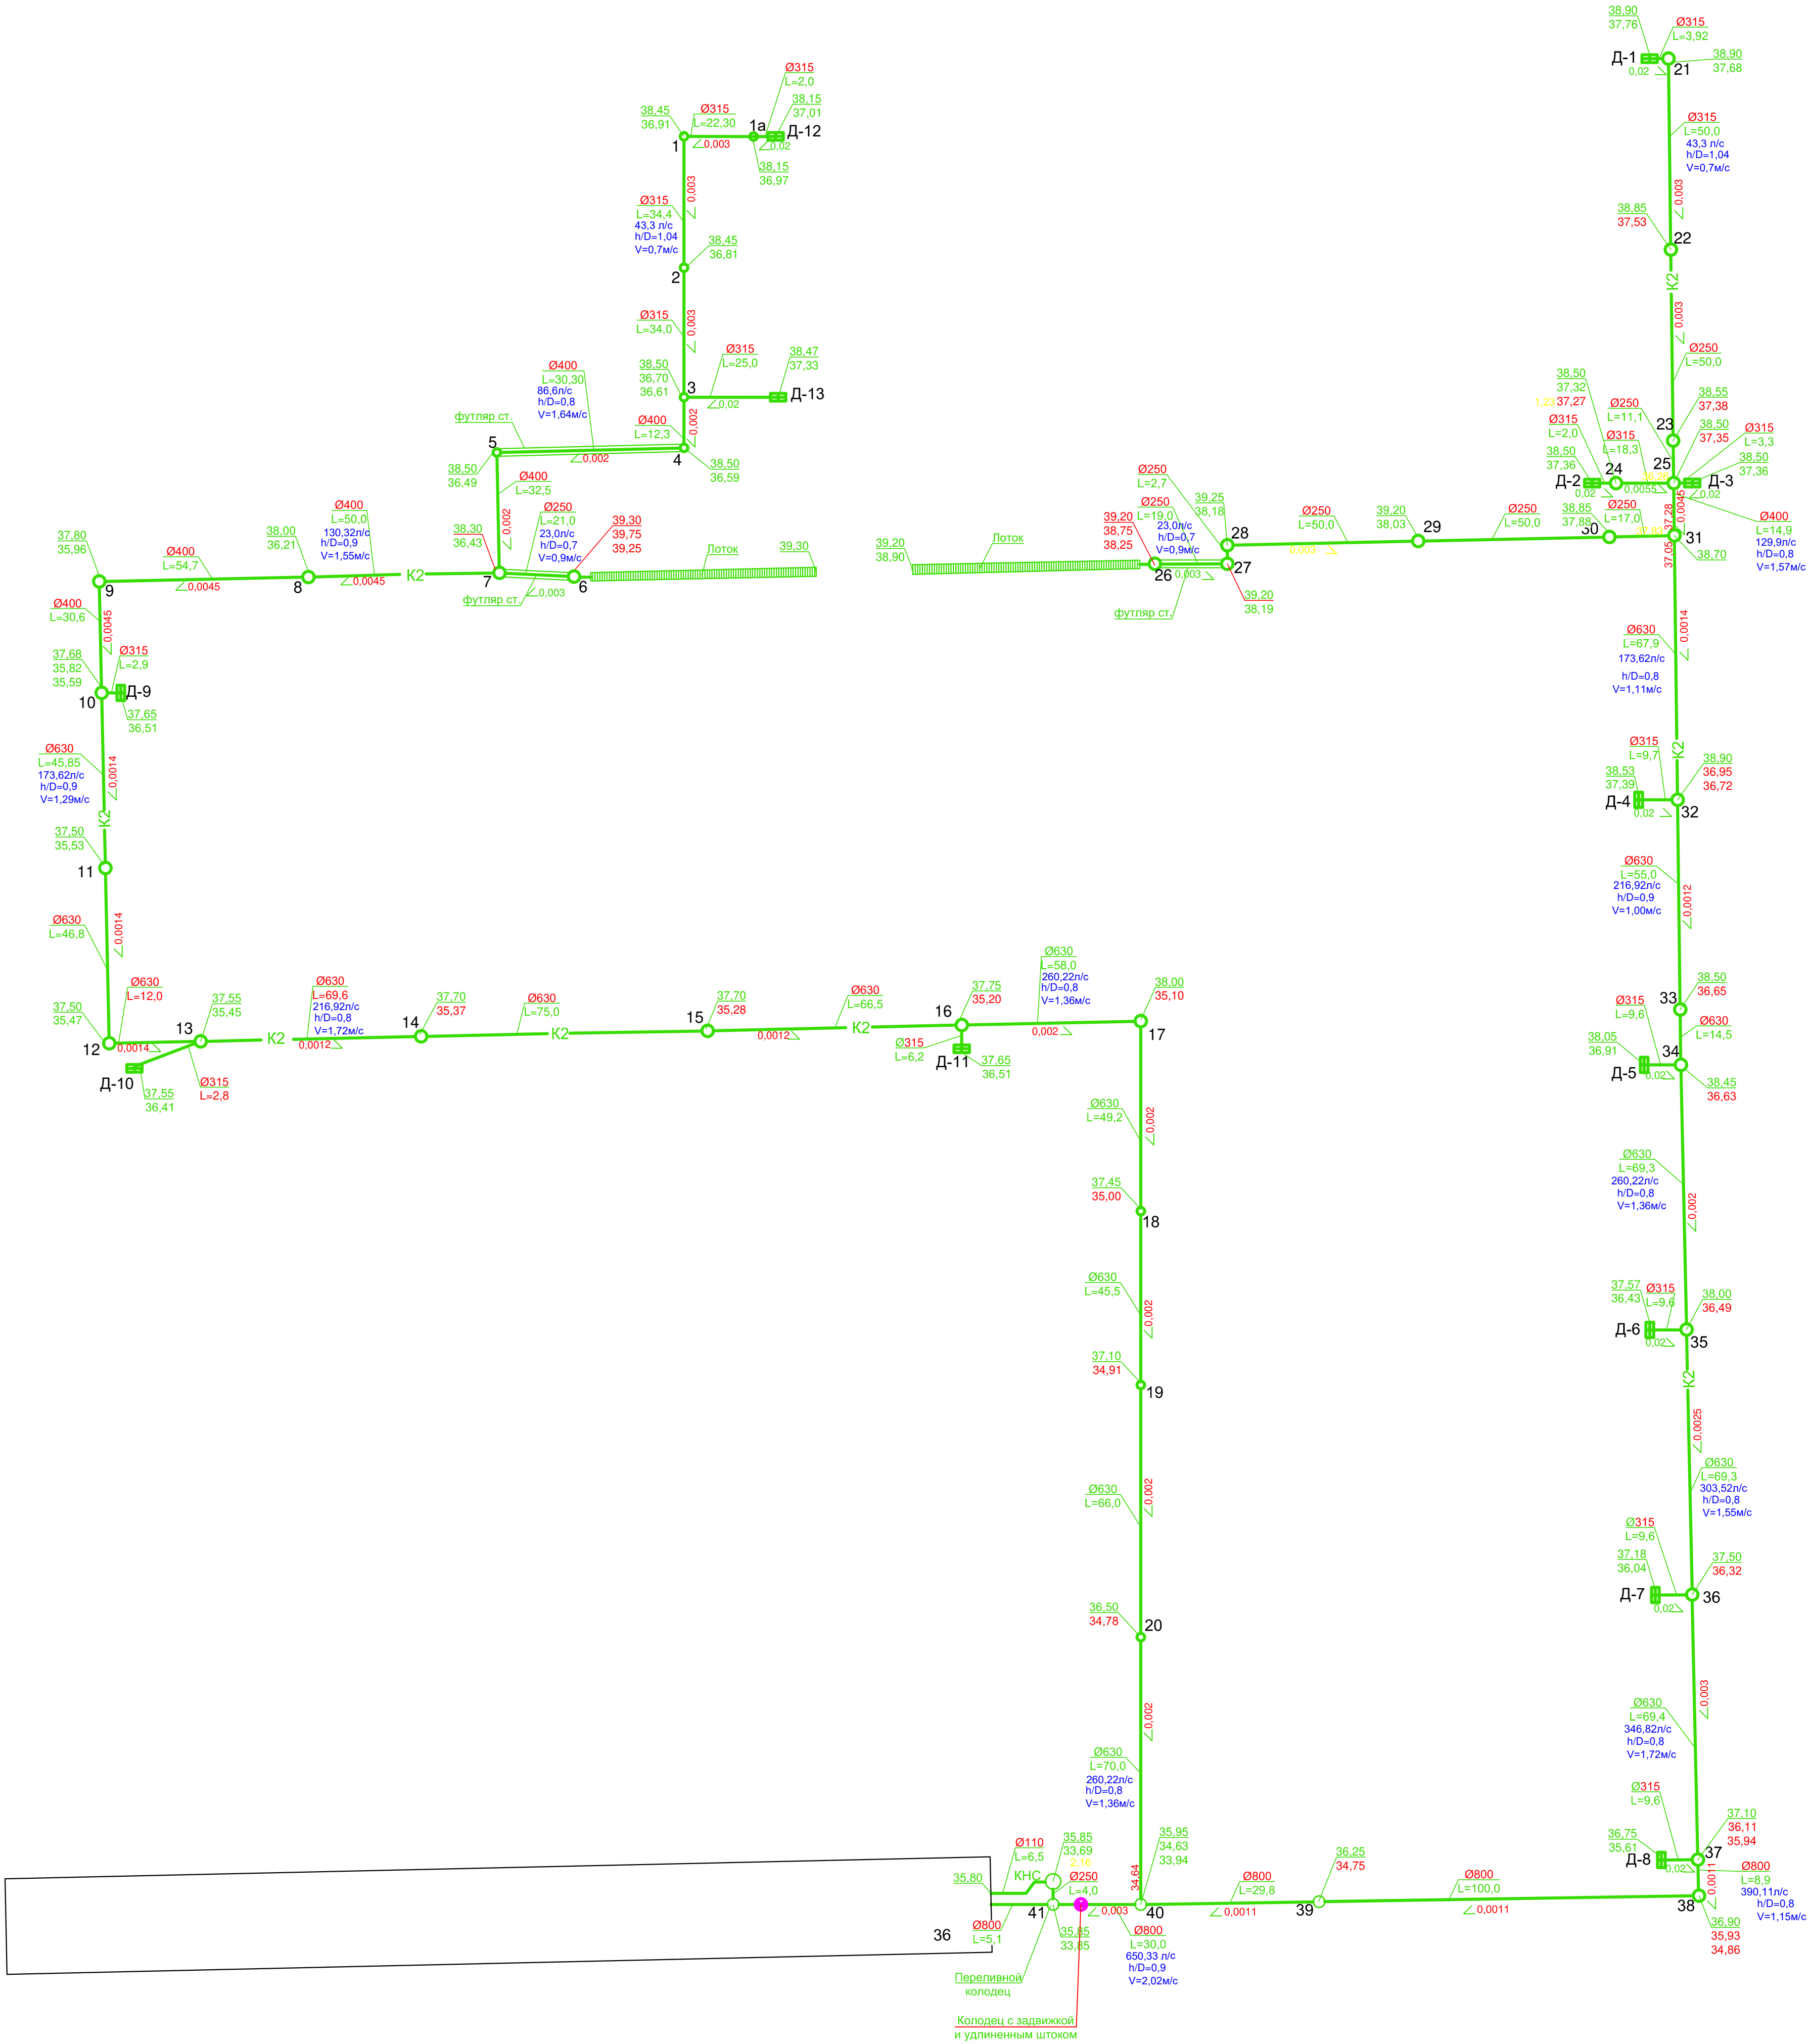 38,90
37,76
Ø315
L=3,92
Д-1
0,02
38,90
37,68
21
Ø315
L=50,0
43,3 л/с
h/D=1,04
V=0,7м/с
0,003
38,85
37,53
22
К2
0,003
Ø250
L=50,0
38,50
37,32
1,23 37,27
Ø250
L=11,1
38,55
37,38
23
Ø315
L=2,0
Ø315
L=18,3
38,50
37,35
Ø315
L=3,3
38,50
37,36
24
25
38,50
37,36
Д-2
Д-3
0,02
0,0055
0,02
37,28
0,0045
Ø400
L=14,9
129,9л/с
h/D=0,8
V=1,57м/с
Ø315
L=2,0
38,15
37,01
Д-12
38,45
36,91
Ø315
L=22,30
1а
1
0,003
0,02
38,15
36,97
0,003
Ø315
L=34,4
43,3 л/с
h/D=1,04
V=0,7м/с
38,45
36,81
2
Ø315
L=34,0
0,003
38,50
36,70
36,61
3
Ø315
L=25,0
38,47
37,33
Д-13
0,02
Ø400
L=30,30
86,6л/с
h/D=0,8
V=1,64м/с
футляр ст.
Ø400
L=12,3
0,002
5
0,002
4
38,50
36,59
38,50
36,49
Ø400
L=32,5
0,002
Ø250
L=21,0
23,0л/с
h/D=0,7
V=0,9м/с
39,30
39,75
39,25
Лоток
39,30
38,30
36,43
7
6
0,003
футляр ст.
Ø400
L=50,0
130,32л/с
h/D=0,9
V=1,55м/с
К2
0,0045
38,00
36,21
8
Ø400
L=54,7
0,0045
37,80
35,96
9
Ø400
L=30,6
0,0045
37,68
35,82
35,59
10
Ø315
L=2,9
Д-9
37,65
36,51
Ø630
L=45,85
173,62л/с
h/D=0,9
V=1,29м/с
0,0014
К2
37,50
35,53
11
Ø630
L=46,8
0,0014
37,50
35,47
12
Ø630
L=12,0
0,0014
13
37,55
35,45
Д-10
37,55
36,41
Ø315
L=2,8
К2
Ø630
L=69,6
216,92л/с
h/D=0,8
V=1,72м/с
0,0012
14
37,70
35,37
Ø630
L=75,0
К2
15
37,70
35,28
0,0012
Ø630
L=66,5
К2
16
37,75
35,20
Ø315
L=6,2
Д-11
37,65
36,51
Ø630
L=58,0
260,22л/с
h/D=0,8
V=1,36м/с
0,002
38,00
35,10
17
Ø630
L=49,2
0,002
37,45
35,00
18
Ø630
L=45,5
0,002
37,10
34,91
19
Ø630
L=66,0
0,002
36,50
34,78
20
0,002
Ø630
L=70,0
260,22л/с
h/D=0,8
V=1,36м/с
39,20
38,90
Лоток
39,20
38,75
38,25
Ø250
L=2,7
Ø250
L=19,0
23,0л/с
h/D=0,7
V=0,9м/с
39,25
38,18
28
26
27
0,003
футляр ст.
39,20
38,19
Ø250
L=50,0
0,003
39,20
38,03
29
Ø250
L=50,0
38,85
37,88
30
Ø250
L=17,0
37,05
31
38,70
Ø630
L=67,9
173,62л/с
h/D=0,8
V=1,11м/с
0,0014
К2
Ø315
L=9,7
38,53
37,39
Д-4
0,02
38,90
36,95
36,72
32
Ø630
L=55,0
216,92л/с
h/D=0,9
V=1,00м/с
0,0012
38,50
36,65
33
Ø315
L=9,6
Ø630
L=14,5
38,05
36,91
Д-5
0,02
34
38,45
36,63
Ø630
L=69,3
260,22л/с
h/D=0,8
V=1,36м/с
0,002
37,57
36,43
Ø315
L=9,6
Д-6
0,02
38,00
36,49
35
К2
0,0025
Ø630
L=69,3
303,52л/с
h/D=0,8
V=1,55м/с
Ø315
L=9,6
37,18
36,04
Д-7
0,02
37,50
36,32
36
0,003
Ø630
L=69,4
346,82л/с
h/D=0,8
V=1,72м/с
Ø315
L=9,6
36,75
35,61
Д-8
0,02
37,10
36,11
35,94
37
0,0011
Ø800
L=8,9
390,11л/с
h/D=0,8
V=1,15м/с
38
36,90
35,93
34,86
Ø800
L=100,0
0,0011
36,25
34,75
39
Ø800
L=29,8
0,0011
35,95
34,63
33,94
34,64
40
0,003
Ø800
L=30,0
650,33 л/с
h/D=0,9
V=2,02м/с
35,85
33,69
2,16
Ø110
L=6,5
КНС
Ø250
L=4,0
35,80
41
35,85
33,85
Ø800
L=5,1
36
Переливной
колодец
Колодец с задвижкой
и удлиненным штоком